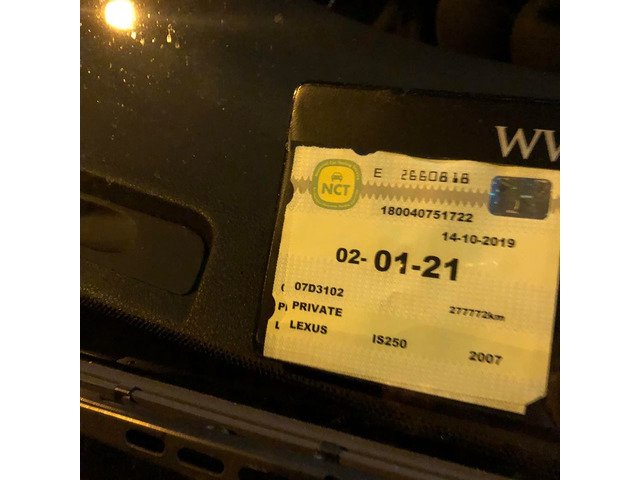 WW
NCT
E 2660818
180040751722
14-10-2019
02- 01-21
07D3102
PRIVATE
277772km
LEXUS IS250 2007